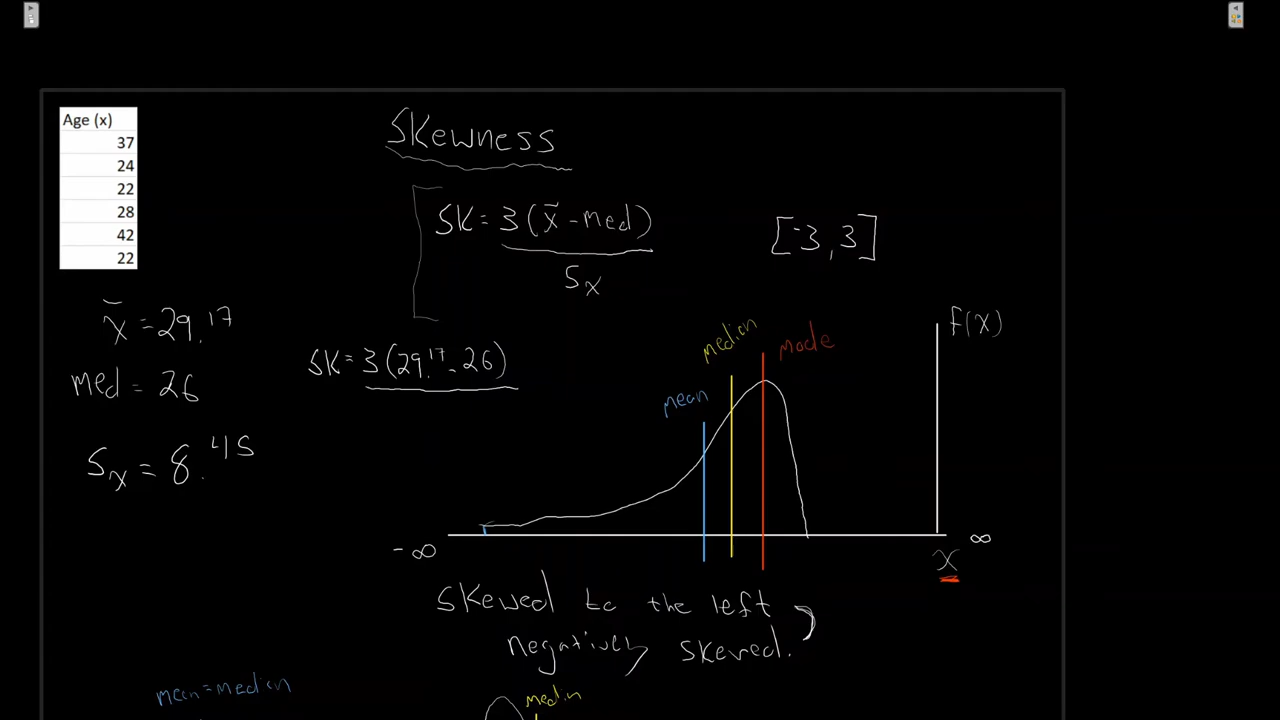 Age (x)
37
24
22
28
42
22
x̄ = 29.17
med = 26
Sx = 8.45
Skewness
SK = 3(x̄ - med)
Sx
[-3, 3]
SK = 3(29.17 - 26)
mean
median
mode
f(x)
-∞
∞
x
Skewed to the left
negatively skewed.
mean = median
median